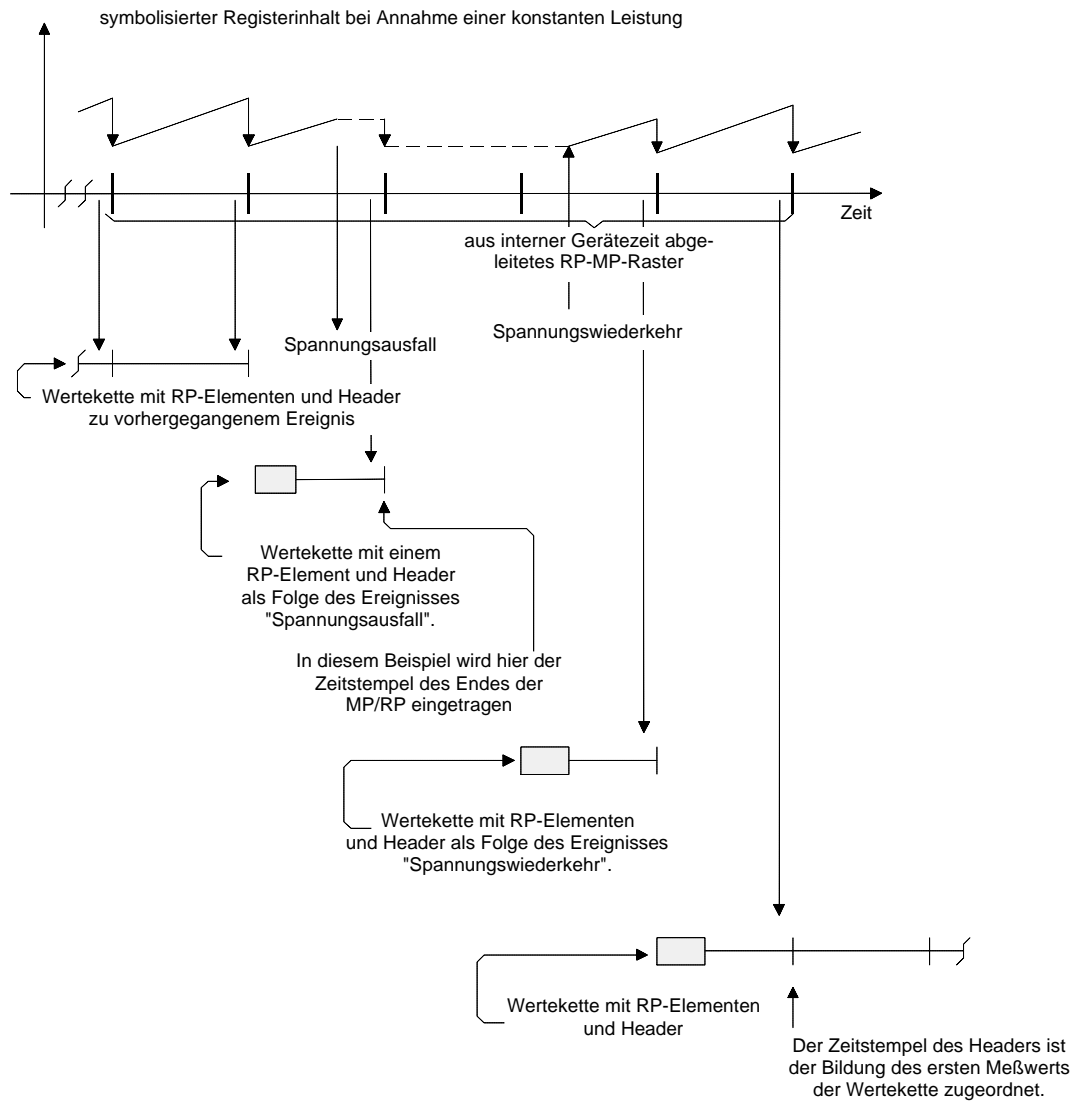 symbolisierter Registerinhalt bei Annahme einer konstanten Leistung
Zeit
aus interner Gerätezeit abge-
leitetes RP-MP-Raster
Spannungswiederkehr
Spannungsausfall
Wertekette mit RP-Elementen und Header
zu vorhergegangenem Ereignis
Wertekette mit einem
RP-Element und Header
als Folge des Ereignisses
"Spannungsausfall".
In diesem Beispiel wird hier der
Zeitstempel des Endes der
MP/RP eingetragen
Wertekette mit RP-Elementen
und Header als Folge des Ereignisses
"Spannungswiederkehr".
Wertekette mit RP-Elementen
und Header
Der Zeitstempel des Headers ist
der Bildung des ersten Meßwerts
der Wertekette zugeordnet.